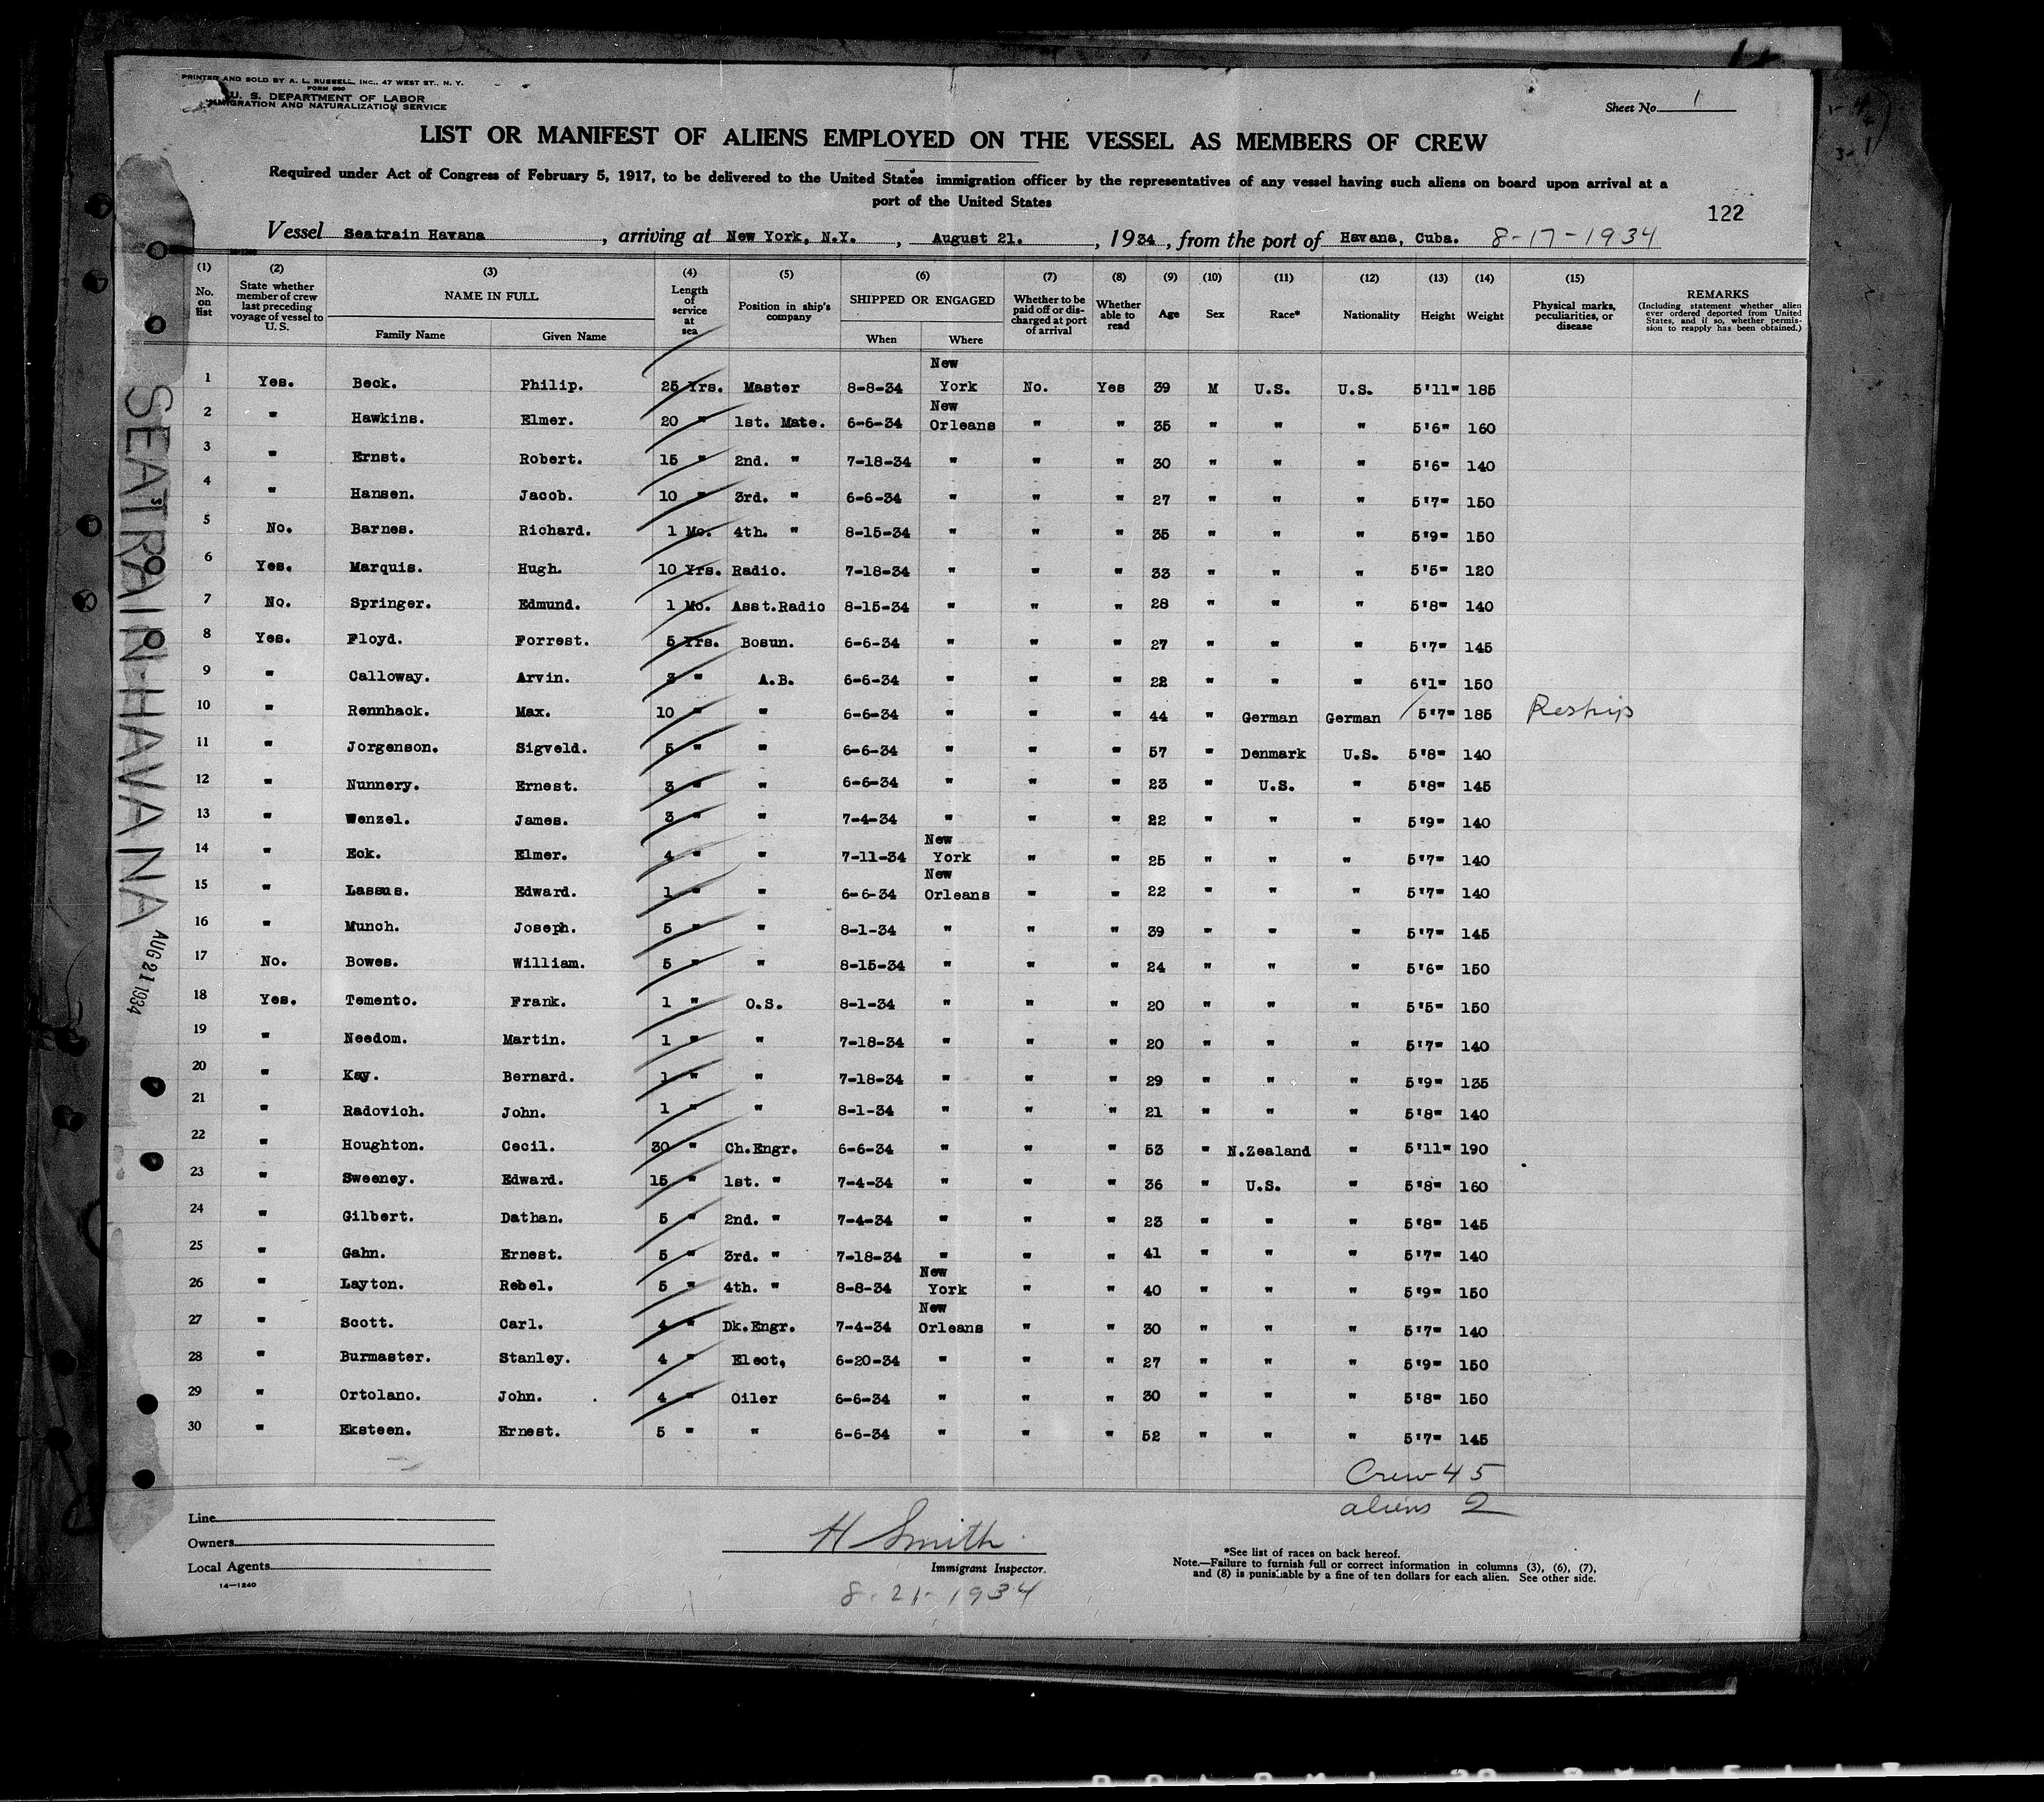 PRINTED AND SOLD BY A. L. RUSSELL, INC., 47 WEST ST., N. Y.
FORM 680
U. S. DEPARTMENT OF LABOR
IMMIGRATION AND NATURALIZATION SERVICE
Sheet No. 1
LIST OR MANIFEST OF ALIENS EMPLOYED ON THE VESSEL AS MEMBERS OF CREW
Required under Act of Congress of February 5, 1917, to be delivered to the United States immigration officer by the representatives of any vessel having such aliens on board upon arrival at a
port of the United States
122
Vessel Seatrain Havana, arriving at New York, N.Y., August 21., 1934, from the port of Havana, Cuba. 8-17-1934
(1) (2) (3) (4) (5) (6) (7) (8) (9) (10) (11) (12) (13) (14) (15)
No. on list
State whether member of crew last preceding voyage of vessel to U. S.
NAME IN FULL
Family Name Given Name
Length of service at sea
Position in ship's company
SHIPPED OR ENGAGED
When Where
Whether to be paid off or discharged at port of arrival
Whether able to read
Age
Sex
Race*
Nationality
Height
Weight
Physical marks, peculiarities, or disease
REMARKS
(Including statement whether alien ever ordered deported from United States, and if so, whether permission to reapply has been obtained.)
1 Yes. Beck. Philip. 25 Yrs. Master 8-8-34 New York No. Yes 39 M U.S. U.S. 5'11" 185
2 " Hawkins. Elmer. 20 " 1st. Mate. 6-6-34 New Orleans " " 35 " " " 5'6" 160
3 " Ernst. Robert. 15 " 2nd. " 7-18-34 " " " 30 " " " 5'6" 140
4 " Hansen. Jacob. 10 " 3rd. " 6-6-34 " " " 27 " " " 5'7" 150
5 No. Barnes. Richard. 1 Mo. 4th. " 8-15-34 " " " 35 " " " 5'9" 150
6 Yes. Marquis. Hugh. 10 Yrs. Radio. 7-18-34 " " " 33 " " " 5'5" 120
7 No. Springer. Edmund. 1 Mo. Asst.Radio 8-15-34 " " " 28 " " " 5'8" 140
8 Yes. Floyd. Forrest. 5 Yrs. Bosun. 6-6-34 " " " 27 " " " 5'7" 145
9 " Calloway. Arvin. 3 " A.B. 6-6-34 " " " 22 " " " 6'1" 150
10 " Rennhack. Max. 10 " " 6-6-34 " " " 44 " German German 5'7" 185 Reship
11 " Jorgenson. Sigveld. 5 " " 6-6-34 " " " 57 " Denmark U.S. 5'8" 140
12 " Nunnery. Ernest. 3 " " 6-6-34 " " " 23 " U.S. " 5'8" 145
13 " Wenzel. James. 3 " " 7-4-34 " " " 22 " " " 5'9" 140
14 " Eck. Elmer. 4 " " 7-11-34 New York " " 25 " " " 5'7" 140
15 " Lassus. Edward. 1 " " 6-6-34 New Orleans " " 22 " " " 5'7" 140
16 " Munch. Joseph. 5 " " 8-1-34 " " " 39 " " " 5'7" 145
17 No. Bowes. William. 5 " " 8-15-34 " " " 24 " " " 5'6" 150
18 Yes. Temento. Frank. 1 " O.S. 8-1-34 " " " 20 " " " 5'5" 150
19 " Needom. Martin. 1 " " 7-18-34 " " " 20 " " " 5'7" 140
20 " Kay. Bernard. 1 " " 7-18-34 " " " 29 " " " 5'9" 135
21 " Radovich. John. 1 " " 8-1-34 " " " 21 " " " 5'8" 140
22 " Houghton. Cecil. 30 " Ch.Engr. 6-6-34 " " " 53 " N.Zealand " 5'11" 190
23 " Sweeney. Edward. 15 " 1st. " 7-4-34 " " " 36 " U.S. " 5'8" 160
24 " Gilbert. Dathan. 5 " 2nd. " 7-4-34 " " " 23 " " " 5'8" 145
25 " Gahn. Ernest. 5 " 3rd. " 7-18-34 " " " 41 " " " 5'7" 140
26 " Layton. Rebel. 5 " 4th. " 8-8-34 New York " " 40 " " " 5'9" 150
27 " Scott. Carl. 4 " Dk.Engr. 7-4-34 New Orleans " " 30 " " " 5'7" 140
28 " Burmaster. Stanley. 4 " Elect, 6-20-34 " " " 27 " " " 5'9" 150
29 " Ortolano. John. 4 " Oiler 6-6-34 " " " 30 " " " 5'8" 150
30 " Eksteen. Ernest. 5 " " 6-6-34 " " " 52 " " " 5'7" 145
Crew 45
aliens 2
SEATRAIN HAVANA
AUG 21 1934
Line
Owners
Local Agents
14—1240
H Smith
Immigrant Inspector.
8-21-1934
*See list of races on back hereof.
Note.—Failure to furnish full or correct information in columns (3), (6), (7),
and (8) is punishable by a fine of ten dollars for each alien. See other side.